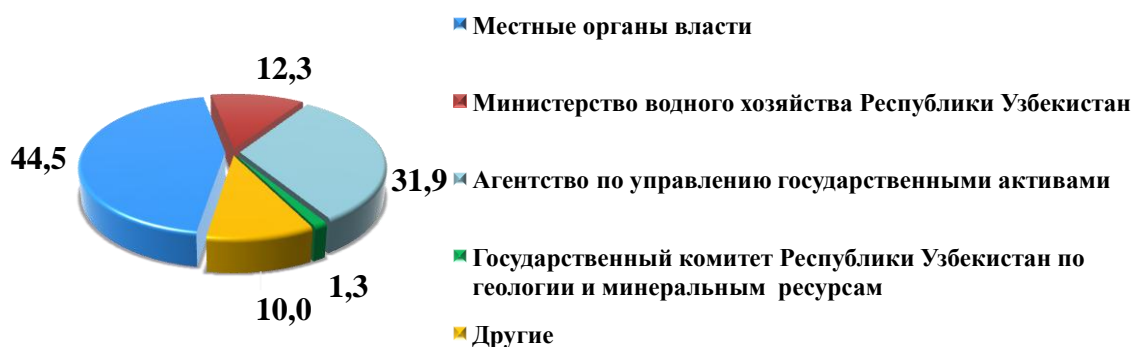 Местные органы власти
12,3
Министерство водного хозяйства Республики Узбекистан
44,5
31,9
Агентство по управлению государственными активами
Государственный комитет Республики Узбекистан по
геологии и минеральным ресурсам
1,3
10,0
Другие